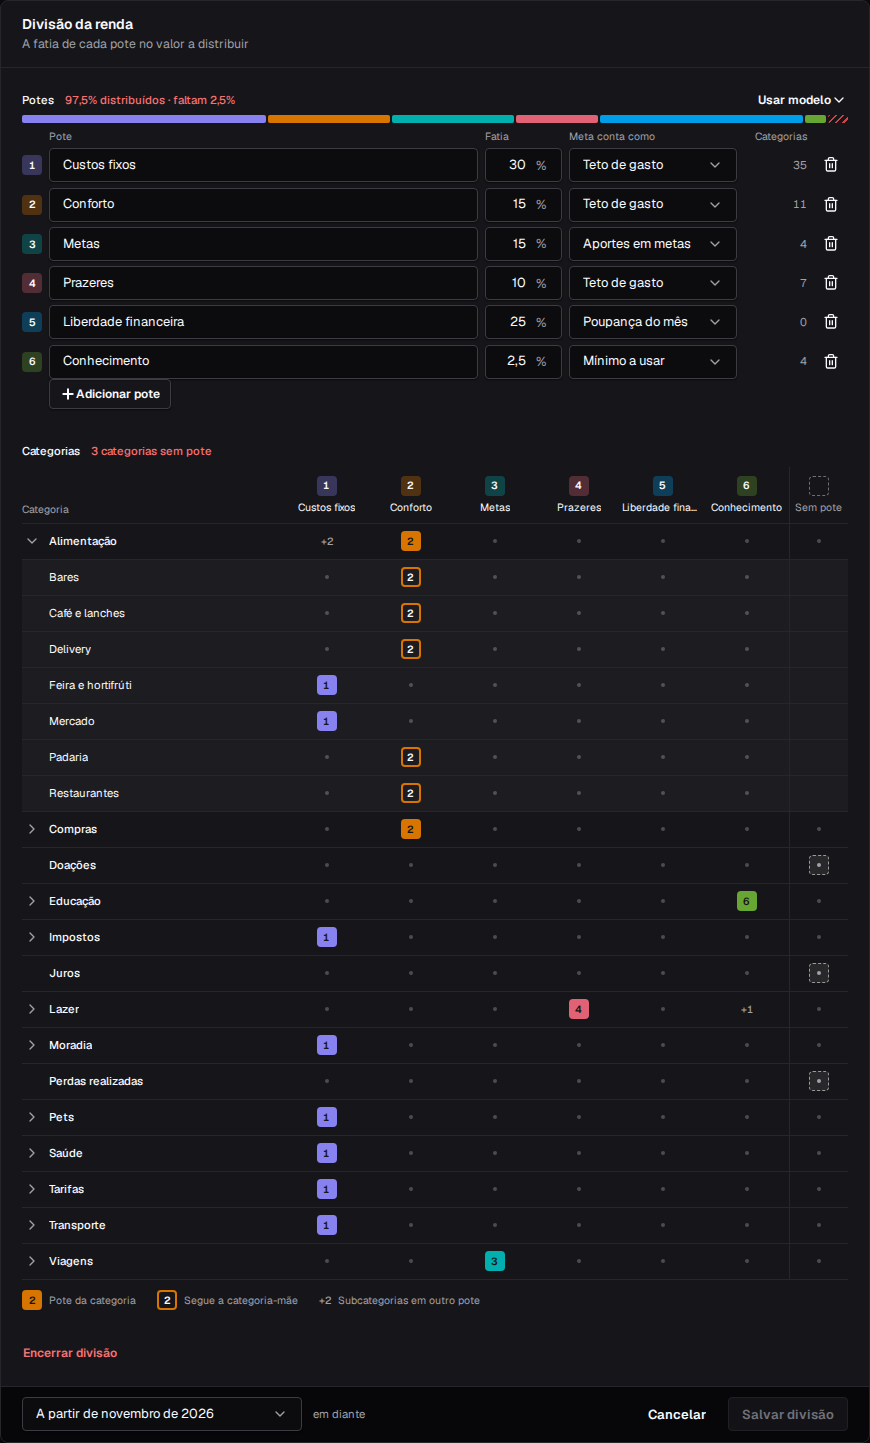 Divisão da renda
A fatia de cada pote no valor a distribuir
Potes 97,5% distribuídos · faltam 2,5% Usar modelo
Pote Fatia Meta conta como Categorias
1 Custos fixos 30 % Teto de gasto 35
2 Conforto 15 % Teto de gasto 11
3 Metas 15 % Aportes em metas 4
4 Prazeres 10 % Teto de gasto 7
5 Liberdade financeira 25 % Poupança do mês 0
6 Conhecimento 2,5 % Mínimo a usar 4
Adicionar pote
Categorias 3 categorias sem pote
1 2 3 4 5 6
Categoria Custos fixos Conforto Metas Prazeres Liberdade fina... Conhecimento Sem pote
Alimentação +2 2
Bares 2
Café e lanches 2
Delivery 2
Feira e hortifrúti 1
Mercado 1
Padaria 2
Restaurantes 2
Compras 2
Doações
Educação 6
Impostos 1
Juros
Lazer 4 +1
Moradia 1
Perdas realizadas
Pets 1
Saúde 1
Tarifas 1
Transporte 1
Viagens 3
2 Pote da categoria 2 Segue a categoria-mãe +2 Subcategorias em outro pote
Encerrar divisão
A partir de novembro de 2026 em diante Cancelar Salvar divisão